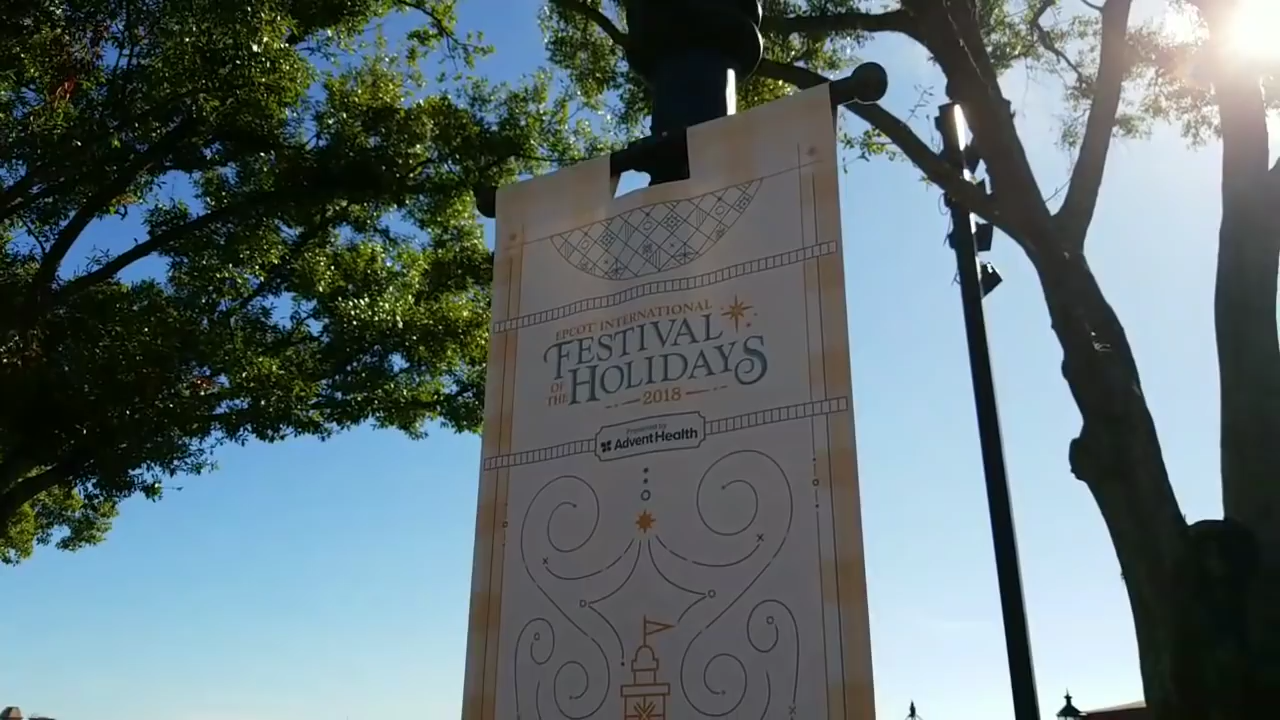 EPCOT INTERNATIONAL
FESTIVAL
OF THE HOLIDAYS
2018
Presented by
AdventHealth